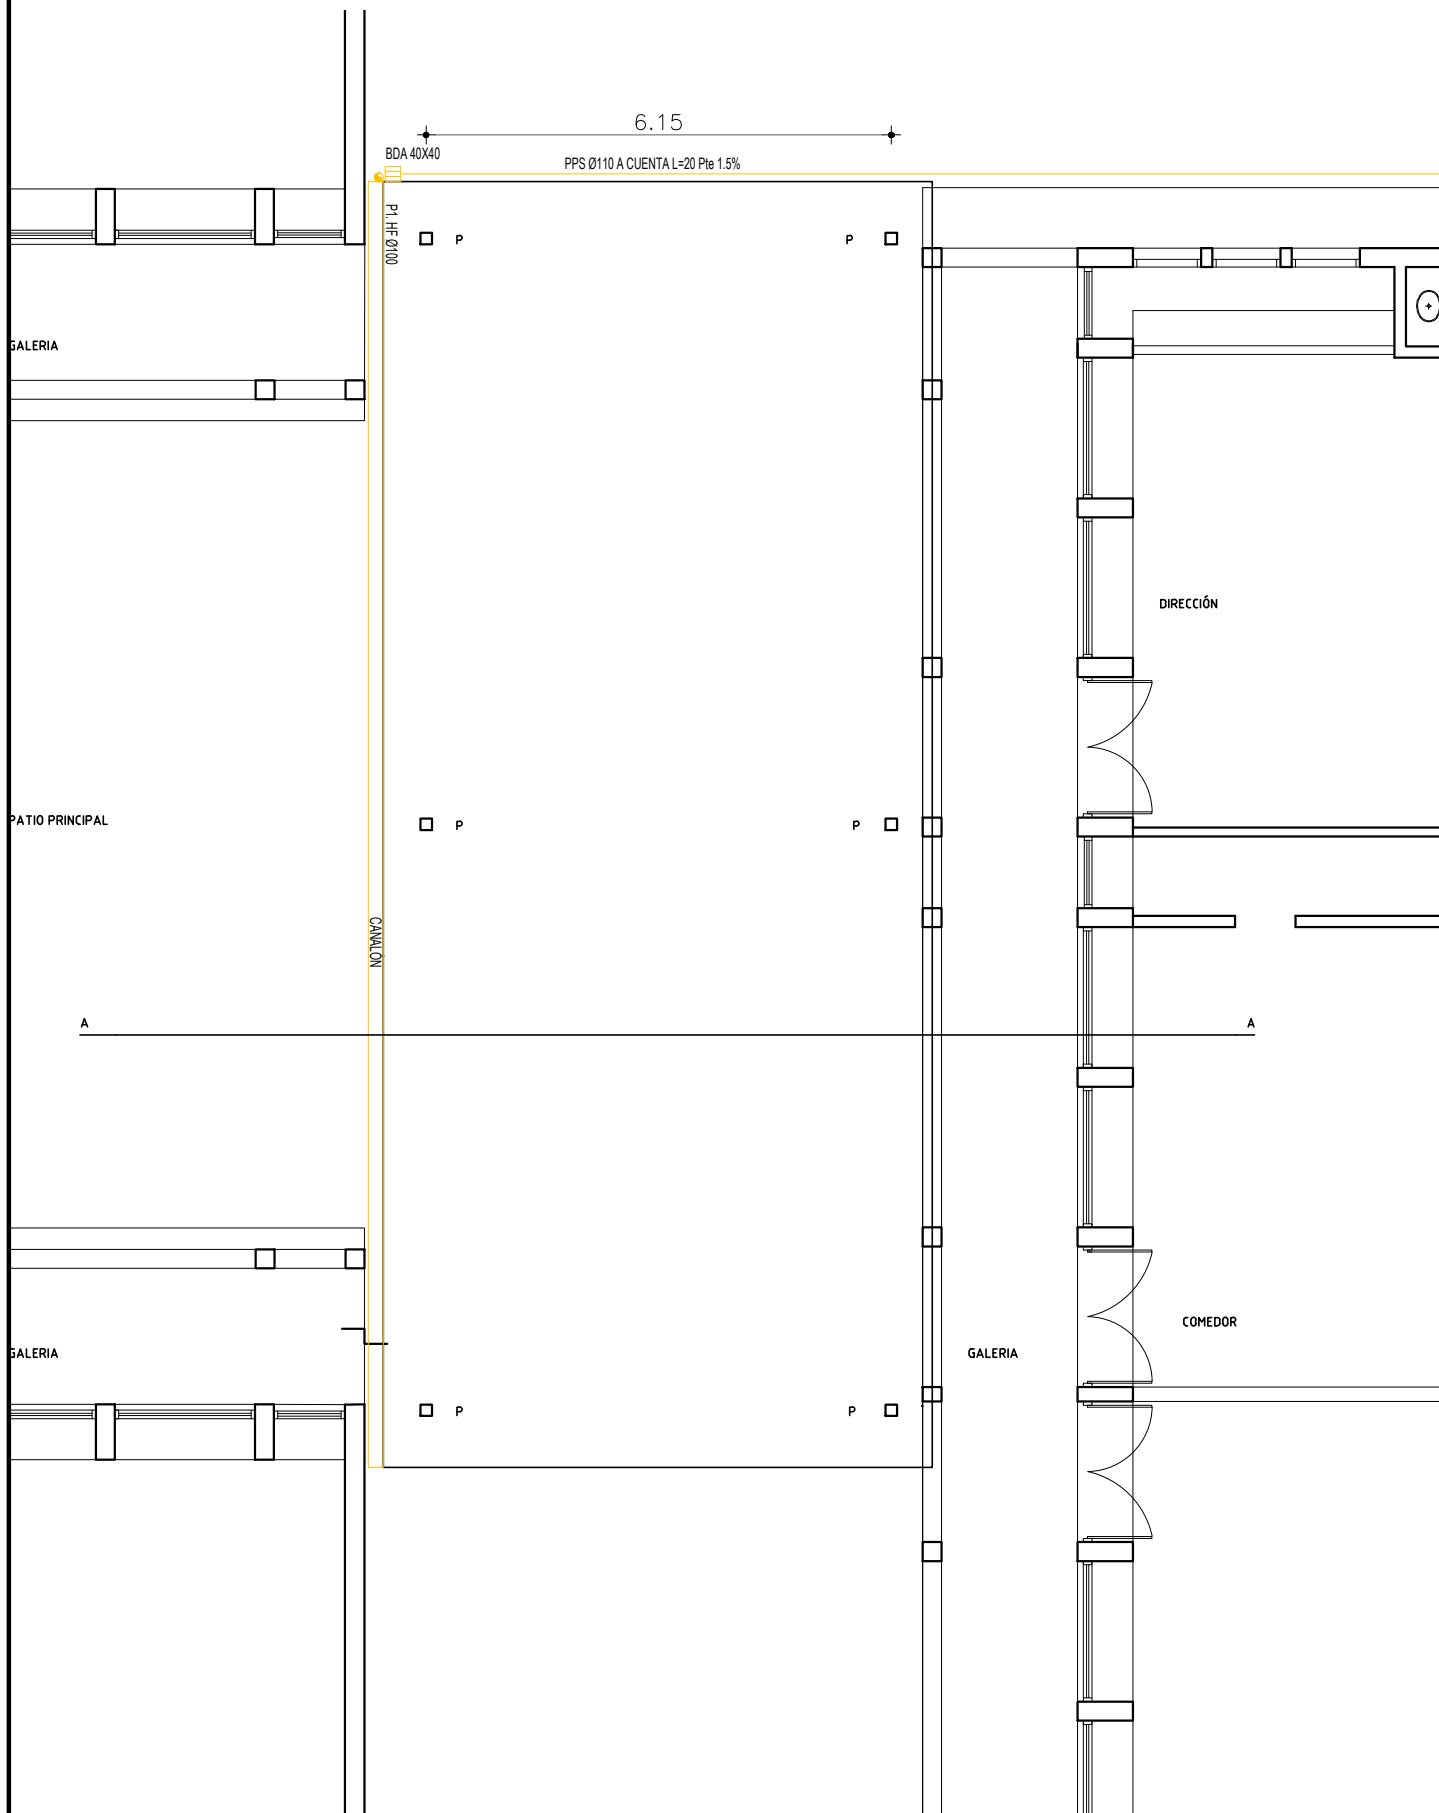 6.15
BDA 40X40
PPS Ø110 A CUENTA L=20 Pte 1.5%
P1. HF Ø100
P
P
GALERIA
DIRECCIÓN
PATIO PRINCIPAL
P
P
CANALÓN
A
A
COMEDOR
GALERIA
GALERIA
P
P